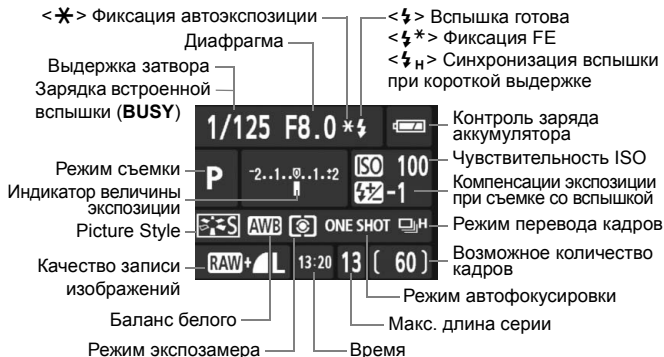 <✱> Фиксация автоэкспозиции
Диафрагма
Выдержка затвора
Зарядка встроенной
вспышки (BUSY)
<⚡> Вспышка готова
<⚡*> Фиксация FE
<⚡H> Синхронизация вспышки
при короткой выдержке
1/125 F8.0 ✱⚡
Контроль заряда
аккумулятора
Режим съемки
P
-2..1..0..1.:2
ISO 100
Чувствительность ISO
Индикатор величины
экспозиции
-1
Компенсации экспозиции
при съемке со вспышкой
Picture Style
S AWB ONE SHOT H
Режим перевода кадров
Качество записи
изображений
RAW+L 13:20 13 [ 60 ]
Возможное количество
кадров
Режим автофокусировки
Баланс белого
Макс. длина серии
Режим экспозамера
Время